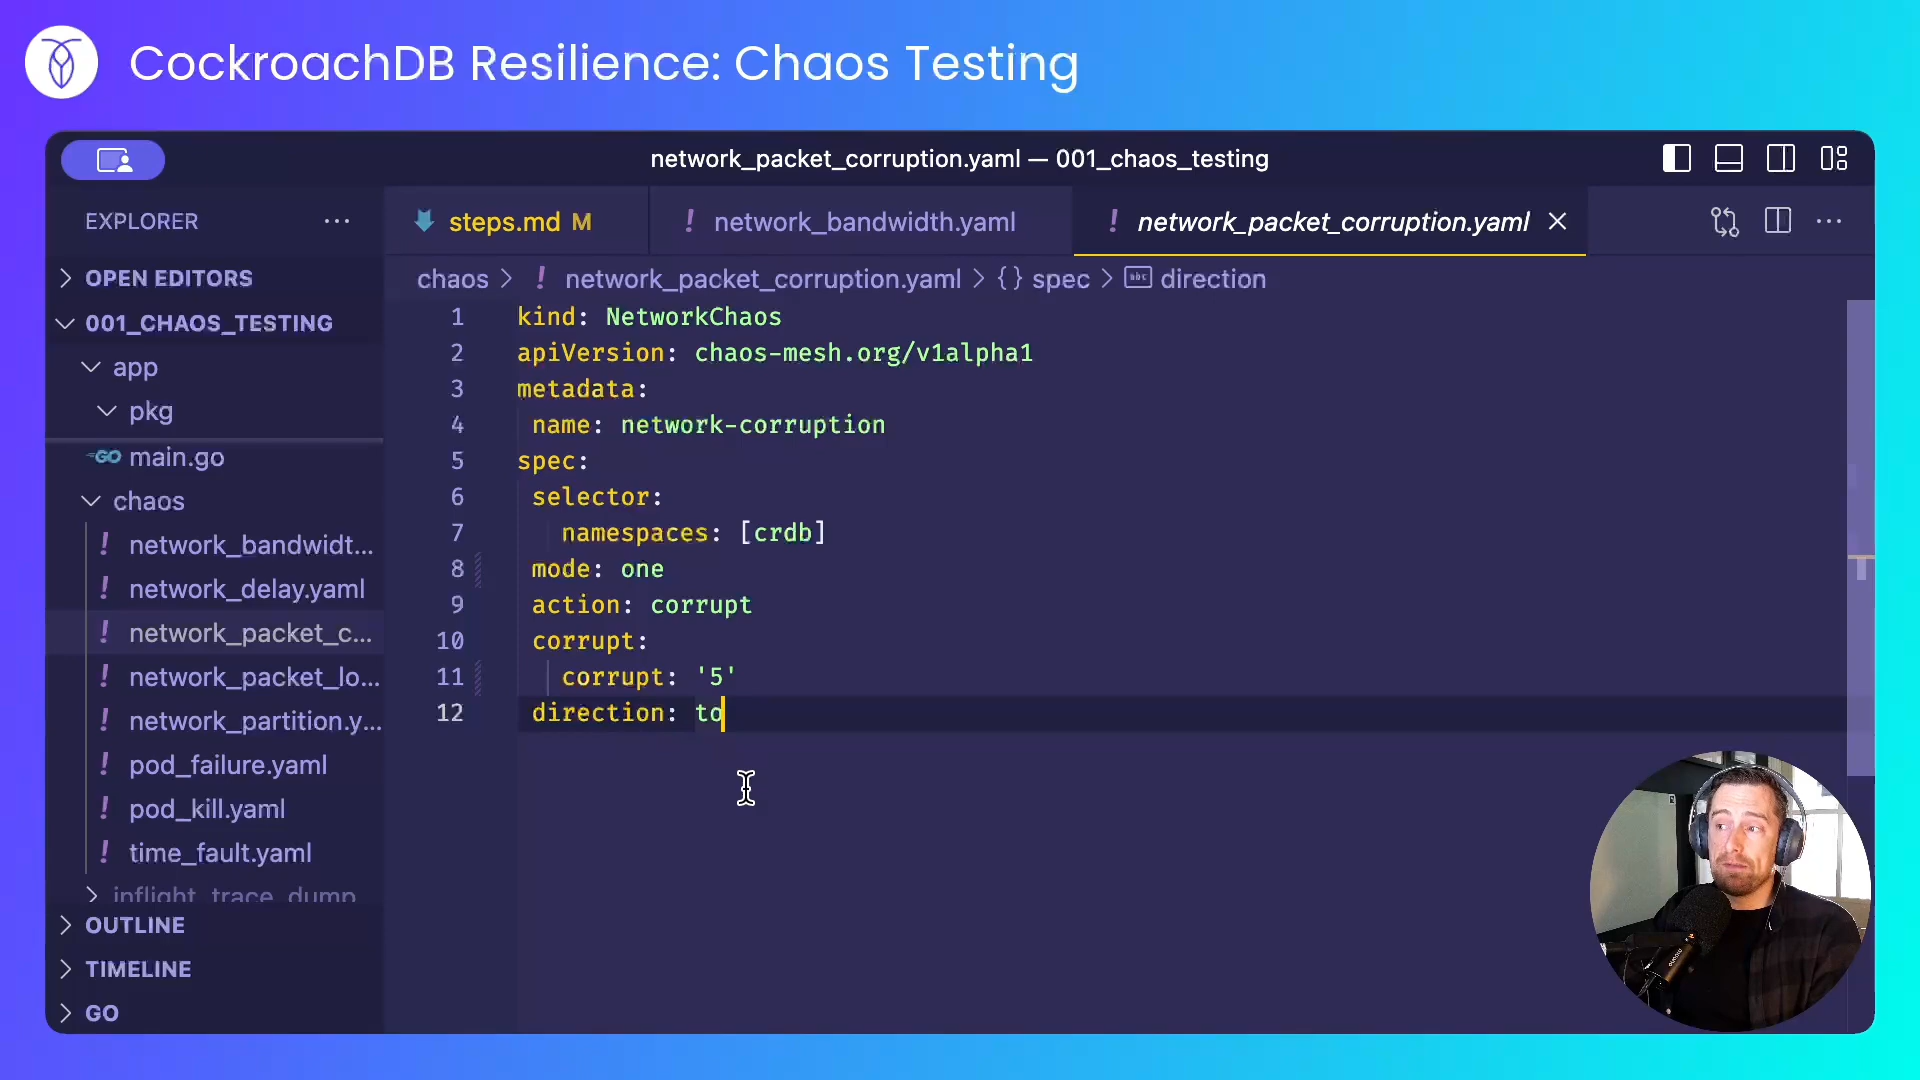 CockroachDB Resilience: Chaos Testing
network_packet_corruption.yaml — 001_chaos_testing
EXPLORER
steps.md M
! network_bandwidth.yaml
! network_packet_corruption.yaml
chaos > ! network_packet_corruption.yaml > {} spec > abc direction
OPEN EDITORS
001_CHAOS_TESTING
app
pkg
GO main.go
chaos
! network_bandwidt...
! network_delay.yaml
! network_packet_c...
! network_packet_lo...
! network_partition.y...
! pod_failure.yaml
! pod_kill.yaml
! time_fault.yaml
inflight_trace_dump
OUTLINE
TIMELINE
GO
1 kind: NetworkChaos
2 apiVersion: chaos-mesh.org/v1alpha1
3 metadata:
4 name: network-corruption
5 spec:
6 selector:
7 namespaces: [crdb]
8 mode: one
9 action: corrupt
10 corrupt:
11 corrupt: '5'
12 direction: to